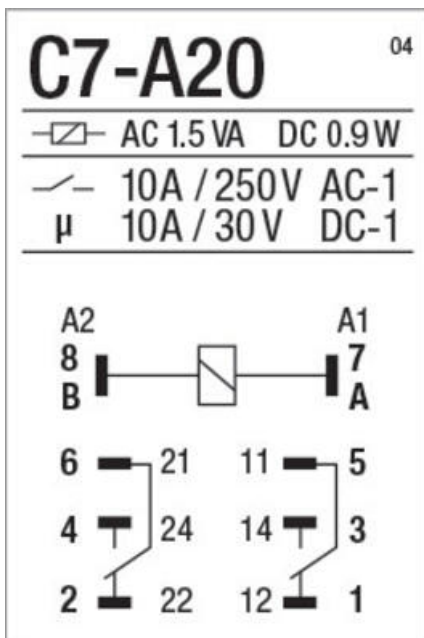 C7-A20 04
AC 1.5 VA DC 0.9 W
10A / 250V AC-1
µ 10A / 30V DC-1
A2 A1
8 7
B A
6 21 11 5
4 24 14 3
2 22 12 1